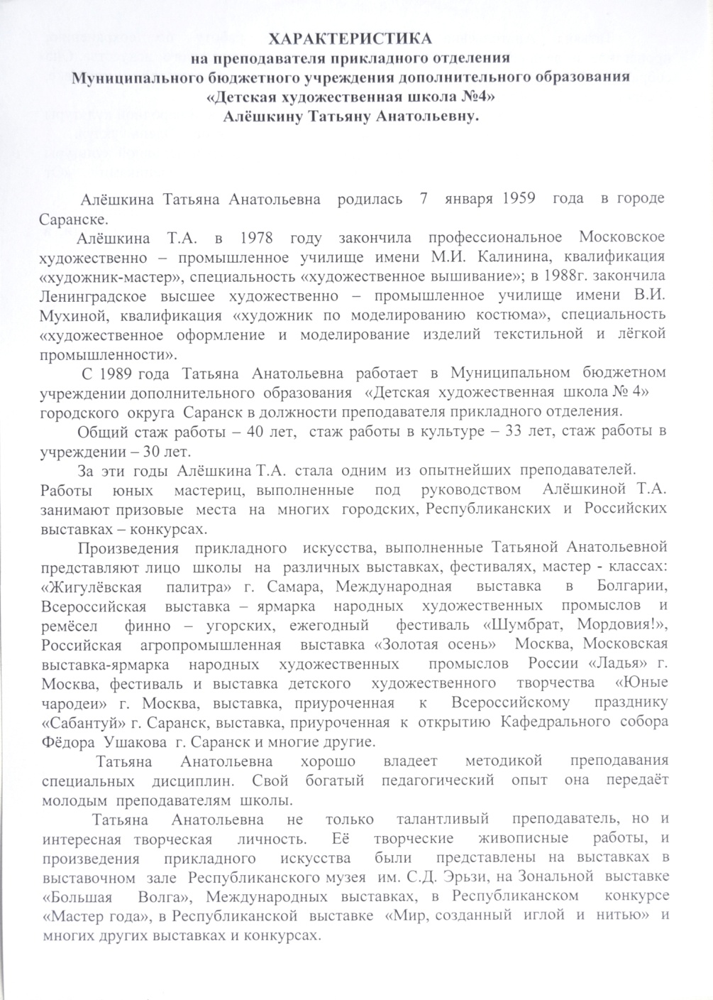 ХАРАКТЕРИСТИКА
на преподавателя прикладного отделения
Муниципального бюджетного учреждения дополнительного образования
«Детская художественная школа №4»
Алёшкину Татьяну Анатольевну.
Алёшкина Татьяна Анатольевна родилась 7 января 1959 года в городе
Саранске.
Алёшкина Т.А. в 1978 году закончила профессиональное Московское
художественно – промышленное училище имени М.И. Калинина, квалификация
«художник-мастер», специальность «художественное вышивание»; в 1988г. закончила
Ленинградское высшее художественно – промышленное училище имени В.И.
Мухиной, квалификация «художник по моделированию костюма», специальность
«художественное оформление и моделирование изделий текстильной и лёгкой
промышленности».
С 1989 года Татьяна Анатольевна работает в Муниципальном бюджетном
учреждении дополнительного образования «Детская художественная школа № 4»
городского округа Саранск в должности преподавателя прикладного отделения.
Общий стаж работы – 40 лет, стаж работы в культуре – 33 лет, стаж работы в
учреждении – 30 лет.
За эти годы Алёшкина Т.А. стала одним из опытнейших преподавателей.
Работы юных мастериц, выполненные под руководством Алёшкиной Т.А.
занимают призовые места на многих городских, Республиканских и Российских
выставках – конкурсах.
Произведения прикладного искусства, выполненные Татьяной Анатольевной
представляют лицо школы на различных выставках, фестивалях, мастер - классах:
«Жигулёвская палитра» г. Самара, Международная выставка в Болгарии,
Всероссийская выставка – ярмарка народных художественных промыслов и
ремёсел финно – угорских, ежегодный фестиваль «Шумбрат, Мордовия!»,
Российская агропромышленная выставка «Золотая осень» Москва, Московская
выставка-ярмарка народных художественных промыслов России «Ладья» г.
Москва, фестиваль и выставка детского художественного творчества «Юные
чародеи» г. Москва, выставка, приуроченная к Всероссийскому празднику
«Сабантуй» г. Саранск, выставка, приуроченная к открытию Кафедрального собора
Фёдора Ушакова г. Саранск и многие другие.
Татьяна Анатольевна хорошо владеет методикой преподавания
специальных дисциплин. Свой богатый педагогический опыт она передаёт
молодым преподавателям школы.
Татьяна Анатольевна не только талантливый преподаватель, но и
интересная творческая личность. Её творческие живописные работы, и
произведения прикладного искусства были представлены на выставках в
выставочном зале Республиканского музея им. С.Д. Эрьзи, на Зональной выставке
«Большая Волга», Международных выставках, в Республиканском конкурсе
«Мастер года», в Республиканской выставке «Мир, созданный иглой и нитью» и
многих других выставках и конкурсах.